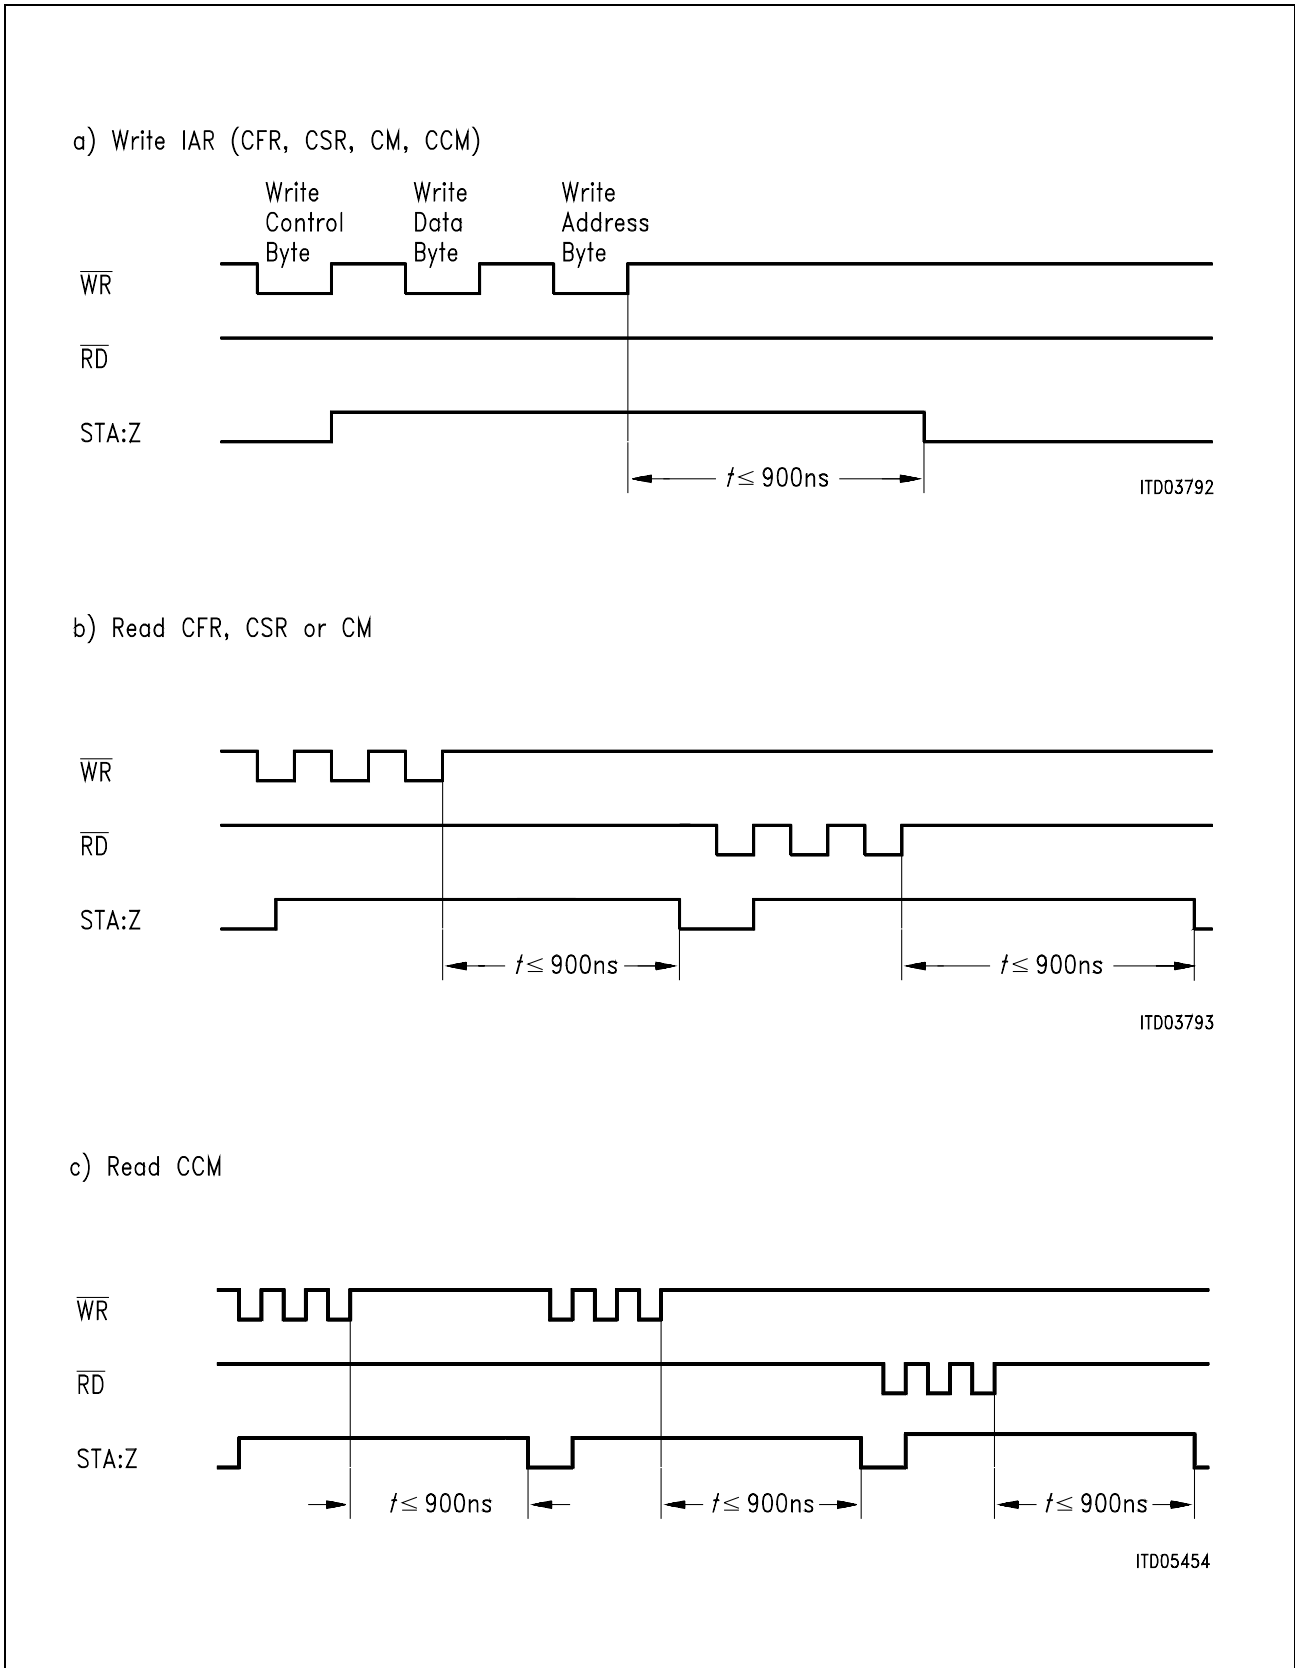 a) Write IAR (CFR, CSR, CM, CCM)
Write Control Byte
Write Data Byte
Write Address Byte
WR
RD
STA:Z
t ≤ 900ns
ITD03792
b) Read CFR, CSR or CM
WR
RD
STA:Z
t ≤ 900ns
t ≤ 900ns
ITD03793
c) Read CCM
WR
RD
STA:Z
t ≤ 900ns
t ≤ 900ns
t ≤ 900ns
ITD05454